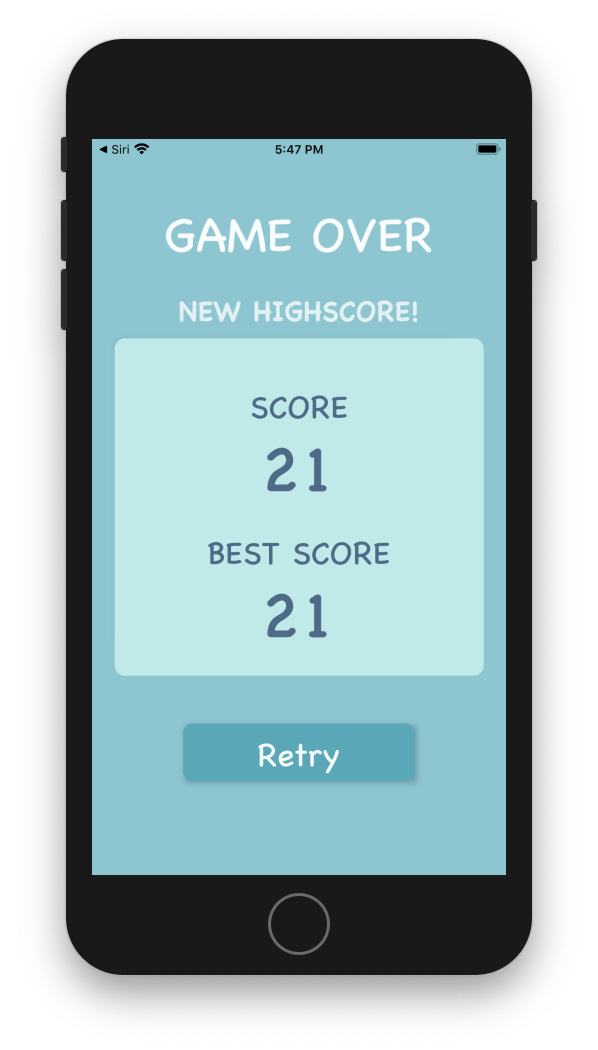 ◀ Siri 5:47 PM
GAME OVER
NEW HIGHSCORE!
SCORE
21
BEST SCORE
21
Retry